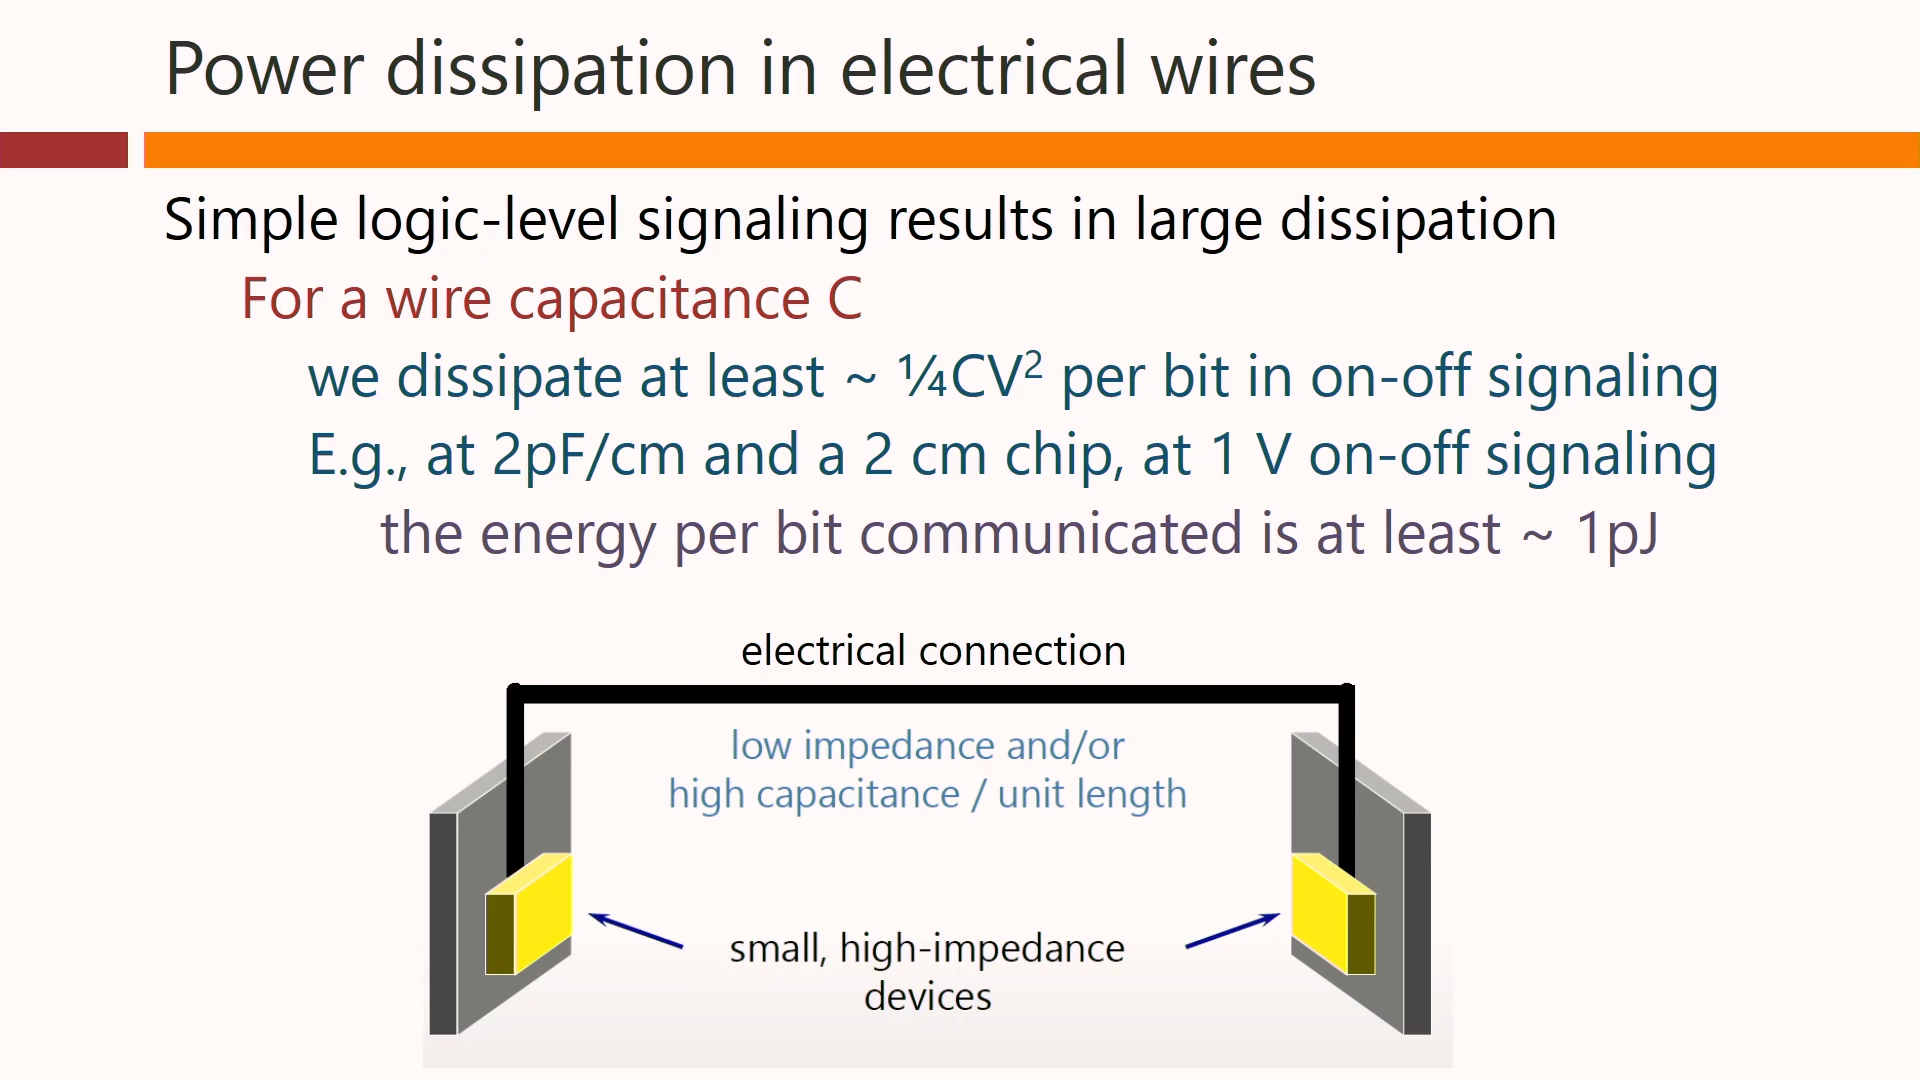 Power dissipation in electrical wires
Simple logic-level signaling results in large dissipation
For a wire capacitance C
we dissipate at least ~ ¼CV² per bit in on-off signaling
E.g., at 2pF/cm and a 2 cm chip, at 1 V on-off signaling
the energy per bit communicated is at least ~ 1pJ
electrical connection
low impedance and/or
high capacitance / unit length
small, high-impedance
devices